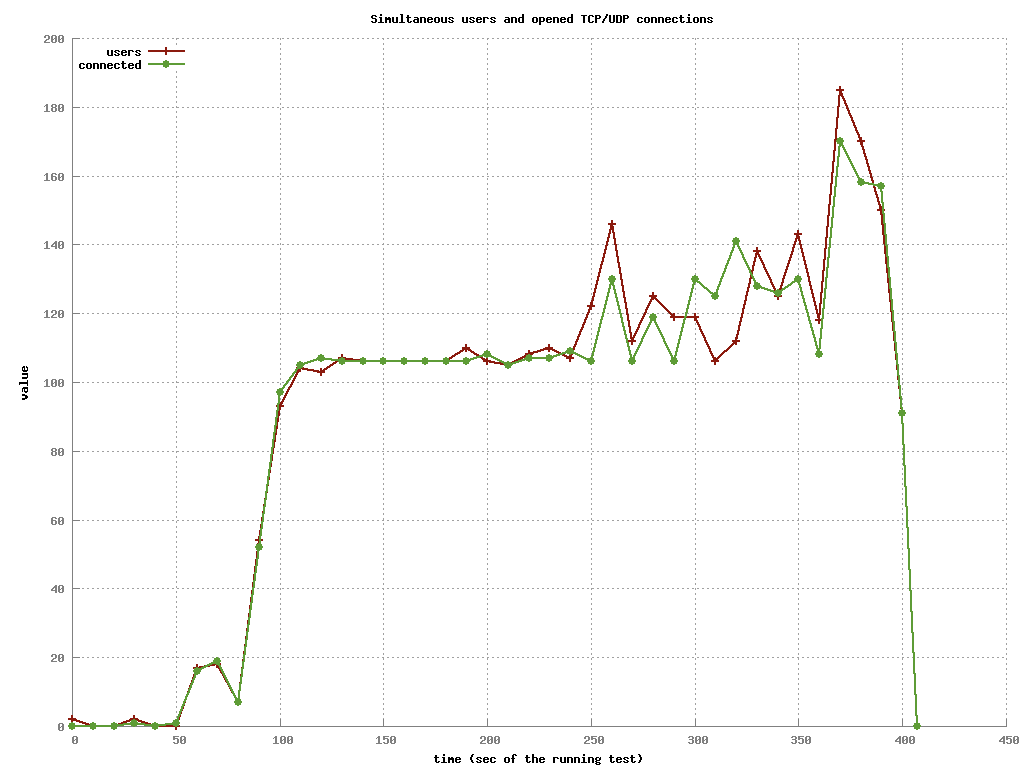 Simultaneous users and opened TCP/UDP connections
200
users
connected
180
160
140
120
100
80
60
40
20
0
value
0 50 100 150 200 250 300 350 400 450
time (sec of the running test)